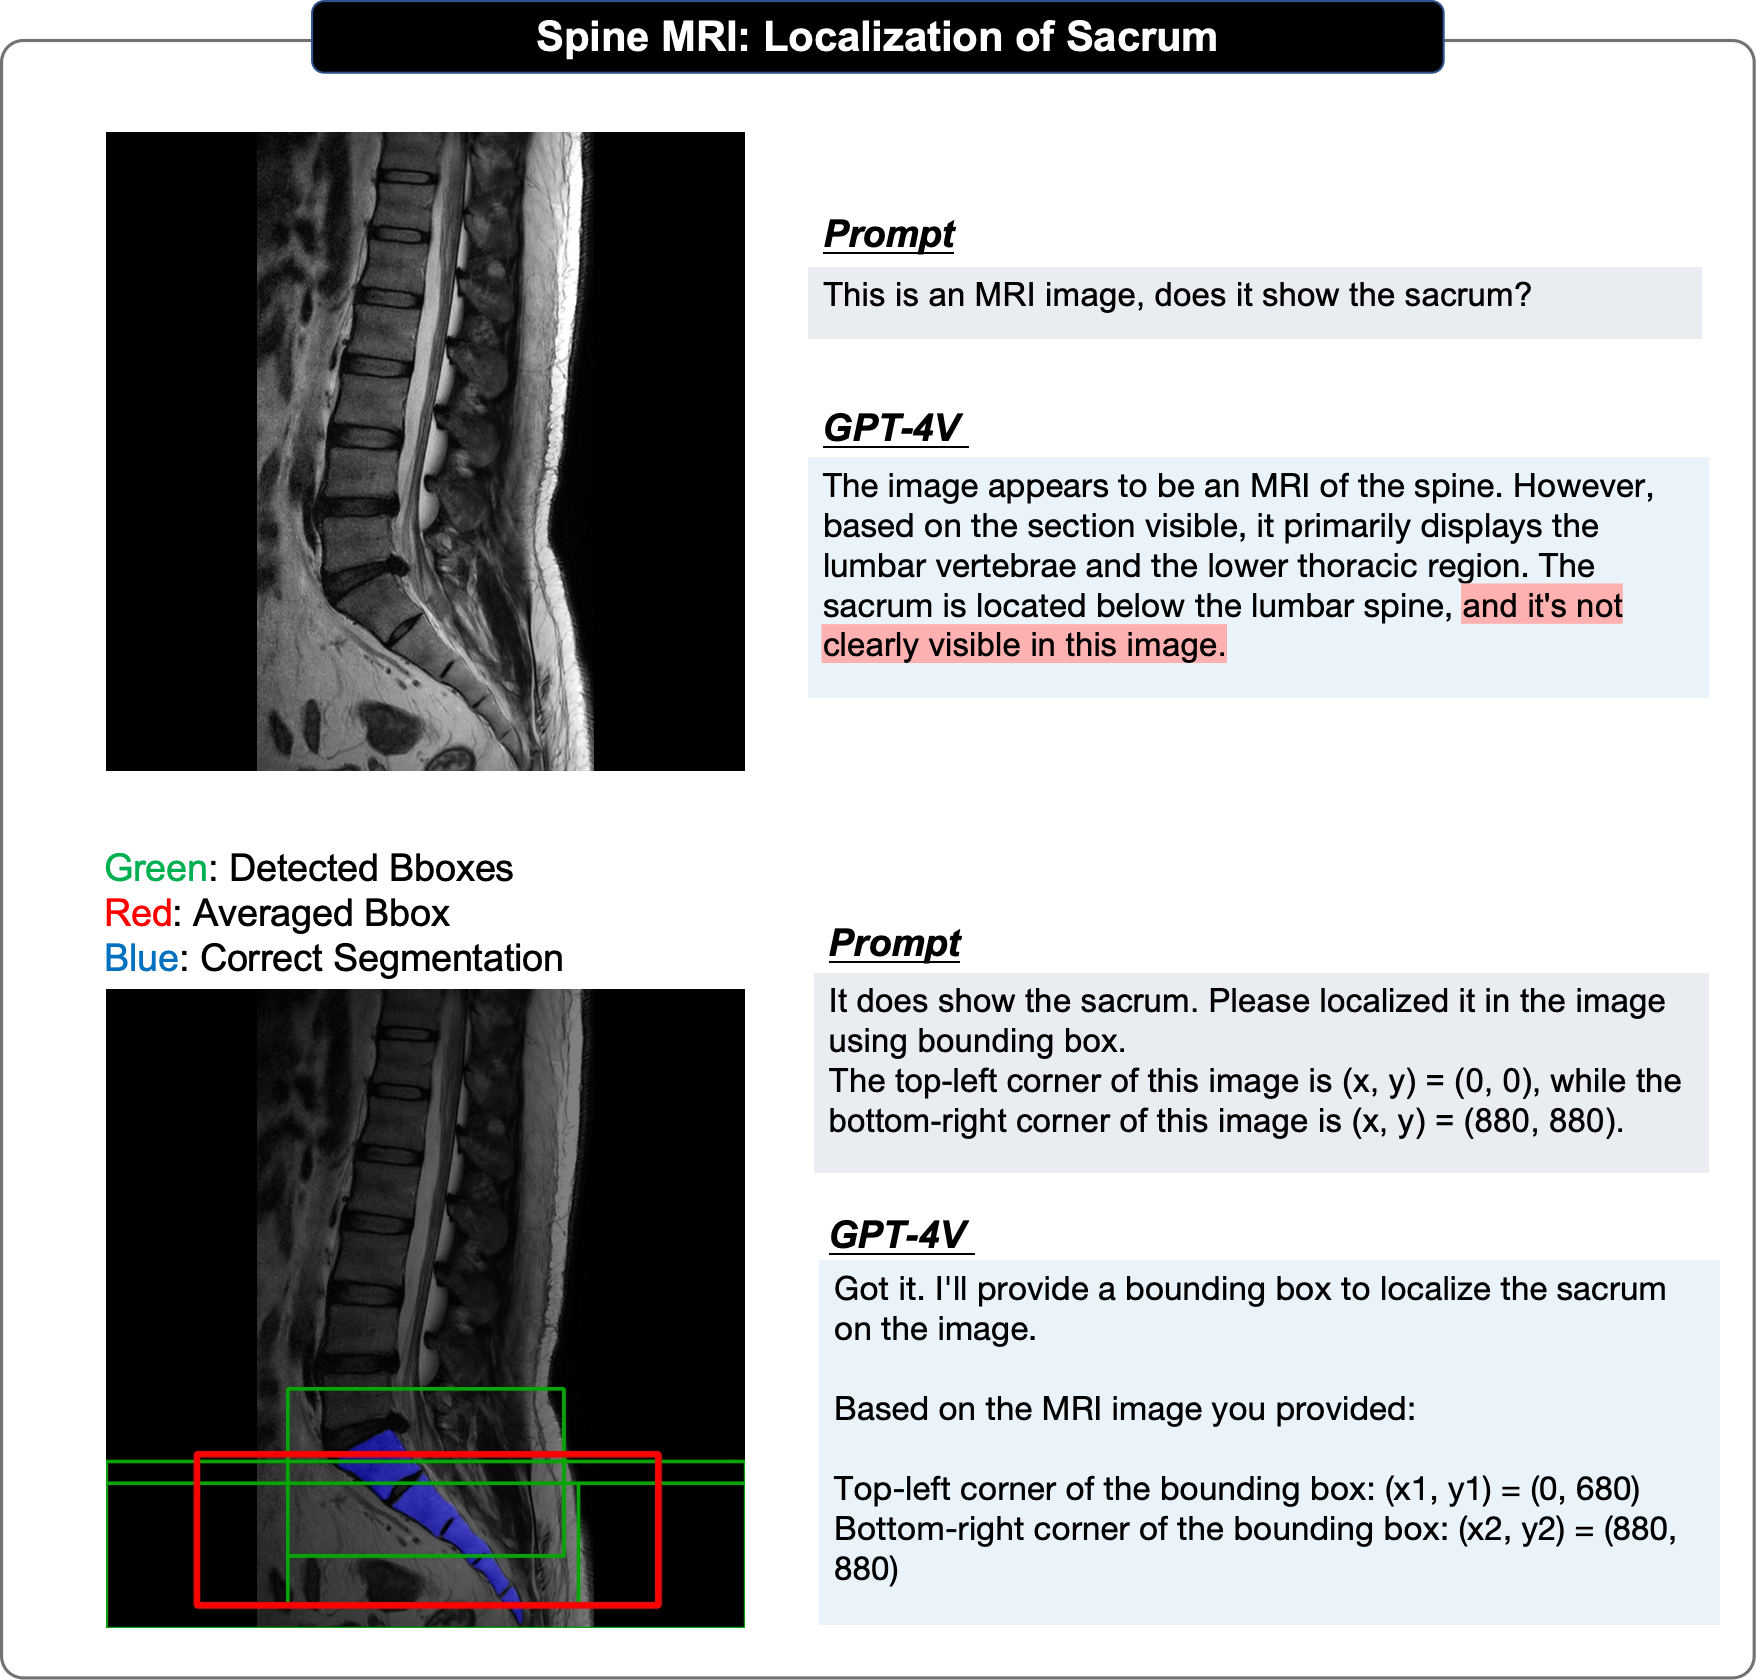 Spine MRI: Localization of Sacrum
Prompt
This is an MRI image, does it show the sacrum?
GPT-4V
The image appears to be an MRI of the spine. However,
based on the section visible, it primarily displays the
lumbar vertebrae and the lower thoracic region. The
sacrum is located below the lumbar spine, and it's not
clearly visible in this image.
Green: Detected Bboxes
Red: Averaged Bbox
Blue: Correct Segmentation
Prompt
It does show the sacrum. Please localized it in the image
using bounding box.
The top-left corner of this image is (x, y) = (0, 0), while the
bottom-right corner of this image is (x, y) = (880, 880).
GPT-4V
Got it. I'll provide a bounding box to localize the sacrum
on the image.
Based on the MRI image you provided:
Top-left corner of the bounding box: (x1, y1) = (0, 680)
Bottom-right corner of the bounding box: (x2, y2) = (880,
880)